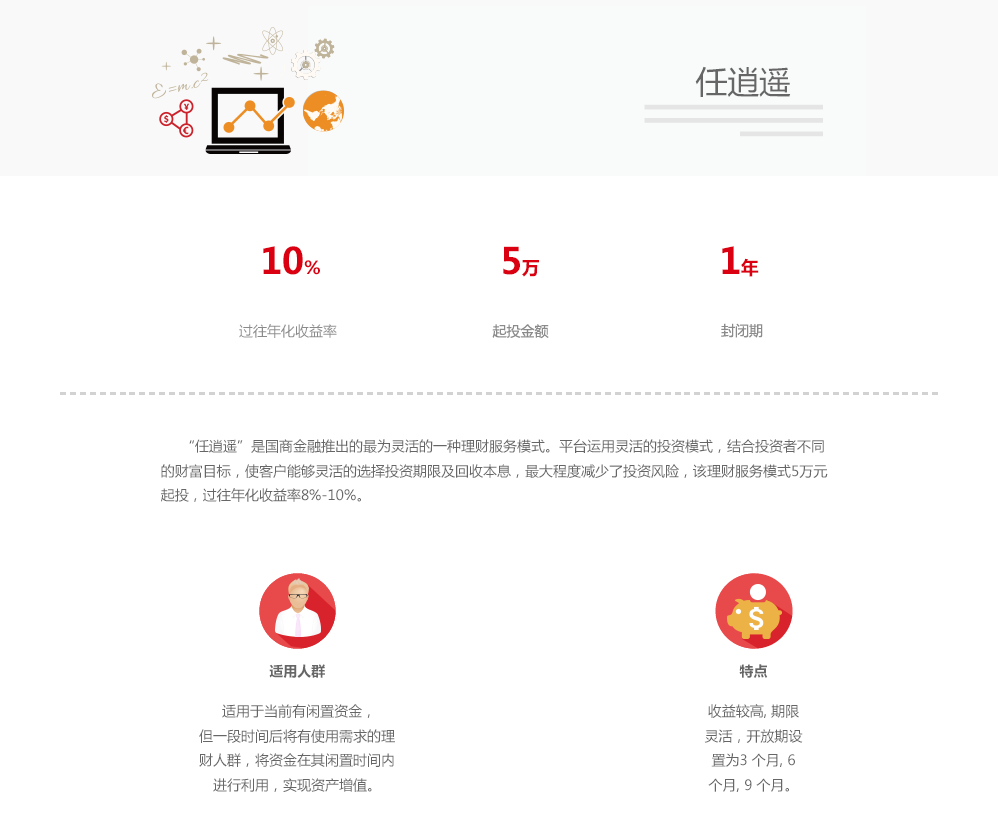 E=mc²
任逍遥
10%
5万
1年
过往年化收益率
起投金额
封闭期
“任逍遥”是国商金融推出的最为灵活的一种理财服务模式。平台运用灵活的投资模式，结合投资者不同
的财富目标，使客户能够灵活的选择投资期限及回收本息，最大程度减少了投资风险，该理财服务模式5万元
起投，过往年化收益率8%-10%。
适用人群
适用于当前有闲置资金，
但一段时间后将有使用需求的理
财人群，将资金在其闲置时间内
进行利用，实现资产增值。
特点
收益较高, 期限
灵活，开放期设
置为3 个月, 6
个月, 9 个月。